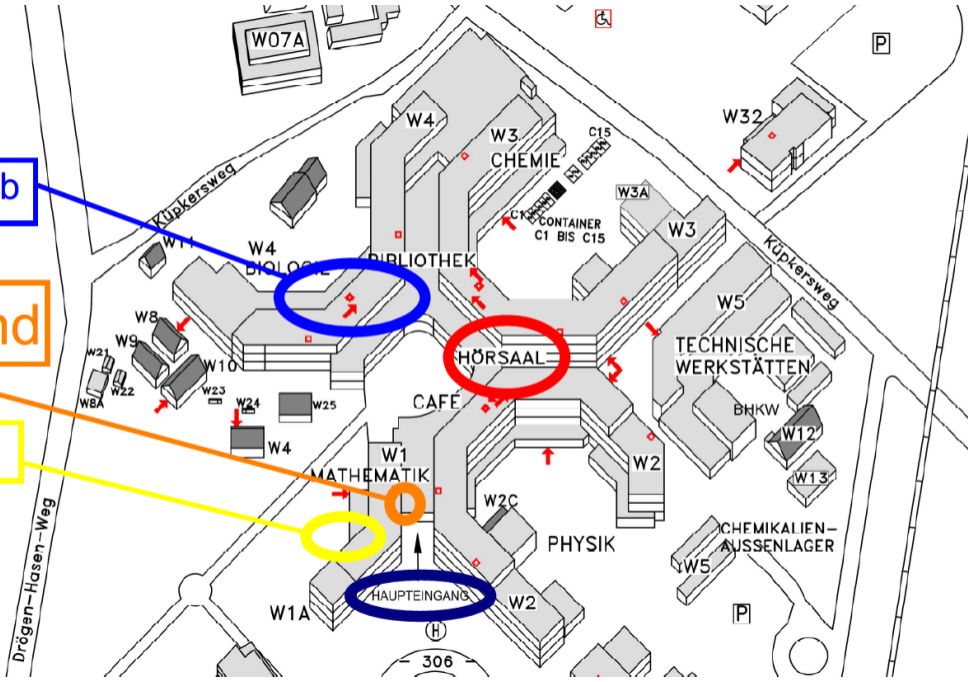 W07A
P
W32
W4
W3
C15
CHEMIE
W3A
b
Küpkersweg
C1
CONTAINER
C1 BIS C15
W11
W4
BIOLOGIE
BIBLIOTHEK
W3
Küpkersweg
W5
nd
W8
W9
W21
W10
W22
W8A
W23
W24
W25
W4
HÖRSAAL
TECHNISCHE
WERKSTÄTTEN
CAFÉ
BHKW
W12
W1
MATHEMATIK
W2
W13
W2C
PHYSIK
CHEMIKALIEN-
AUSSENLAGER
W5
Drögen-Hasen-Weg
HAUPTEINGANG
W1A
W2
P
H
306